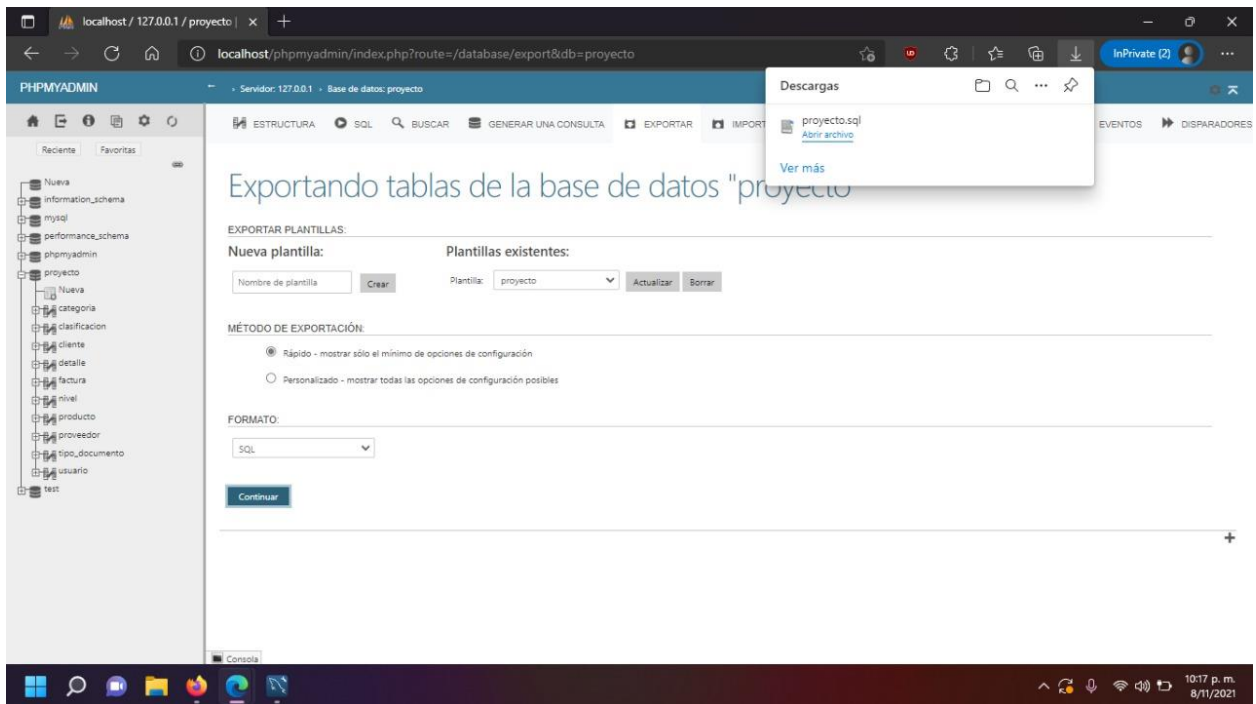 localhost / 127.0.0.1 / proyecto |
localhost/phpmyadmin/index.php?route=/database/export&db=proyecto
InPrivate (2)
PHPMYADMIN
Servidor: 127.0.0.1
Base de datos: proyecto
Descargas
proyecto.sql
Abrir archivo
Ver más
ESTRUCTURA
SQL
BUSCAR
GENERAR UNA CONSULTA
EXPORTAR
IMPORT
EVENTOS
DISPARADORES
Reciente
Favoritas
Nueva
information_schema
mysql
performance_schema
phpmyadmin
proyecto
Nueva
categoria
clasificacion
cliente
detalle
factura
nivel
producto
proveedor
tipo_documento
usuario
test
Exportando tablas de la base de datos "proyecto"
EXPORTAR PLANTILLAS:
Nueva plantilla:
Plantillas existentes:
Nombre de plantilla
Crear
Plantilla:
proyecto
Actualizar
Borrar
MÉTODO DE EXPORTACIÓN:
Rápido - mostrar sólo el mínimo de opciones de configuración
Personalizado - mostrar todas las opciones de configuración posibles
FORMATO:
SQL
Continuar
Consola
10:17 p. m.
8/11/2021